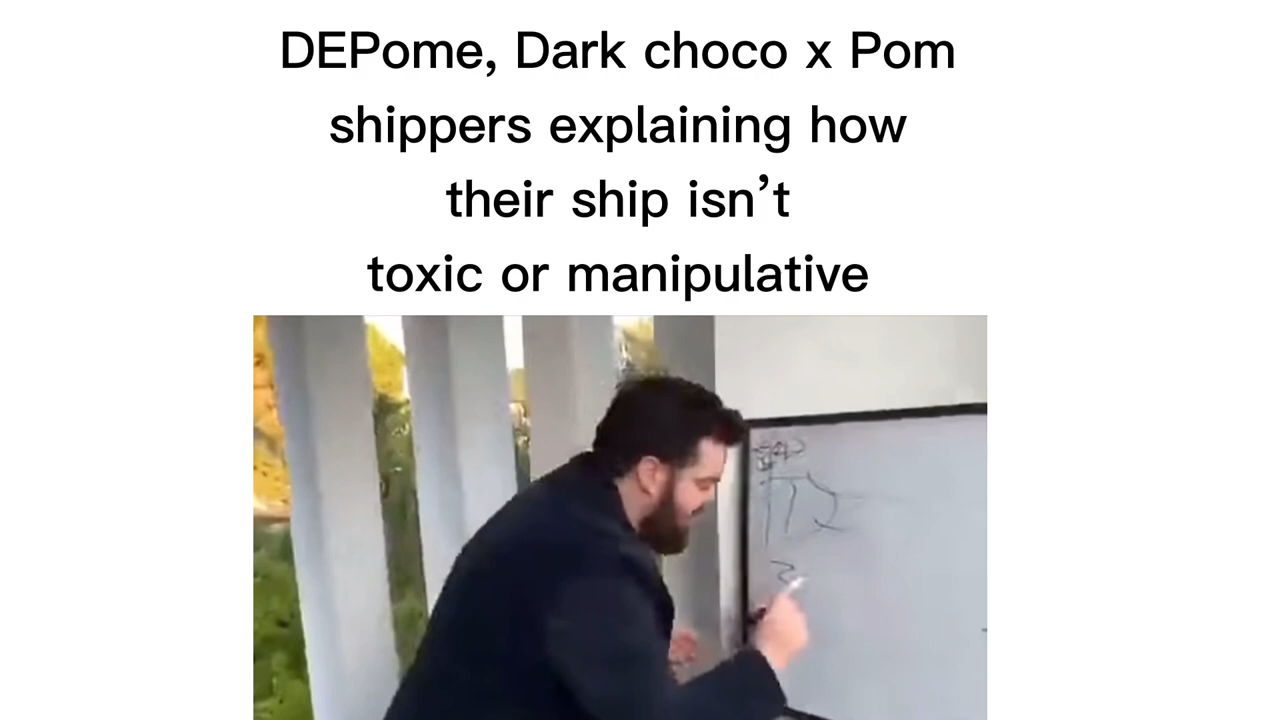 DEPome, Dark choco x Pom
shippers explaining how
their ship isn’t
toxic or manipulative